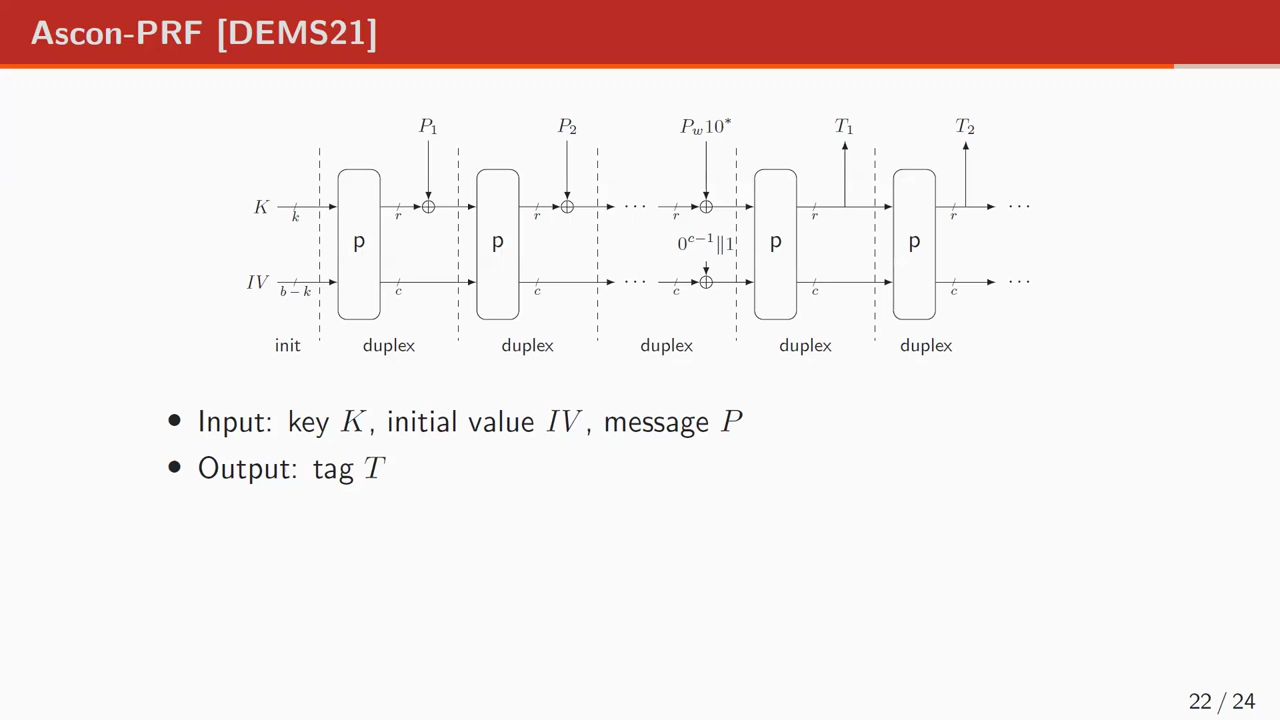 Ascon-PRF [DEMS21]
P₁ P₂ P_w10* T₁ T₂
K k r r ··· r r r ···
p p p p
0^{c−1}‖1
IV b − k c c ··· c c c ···
init duplex duplex duplex duplex duplex
• Input: key K, initial value IV, message P
• Output: tag T
22 / 24